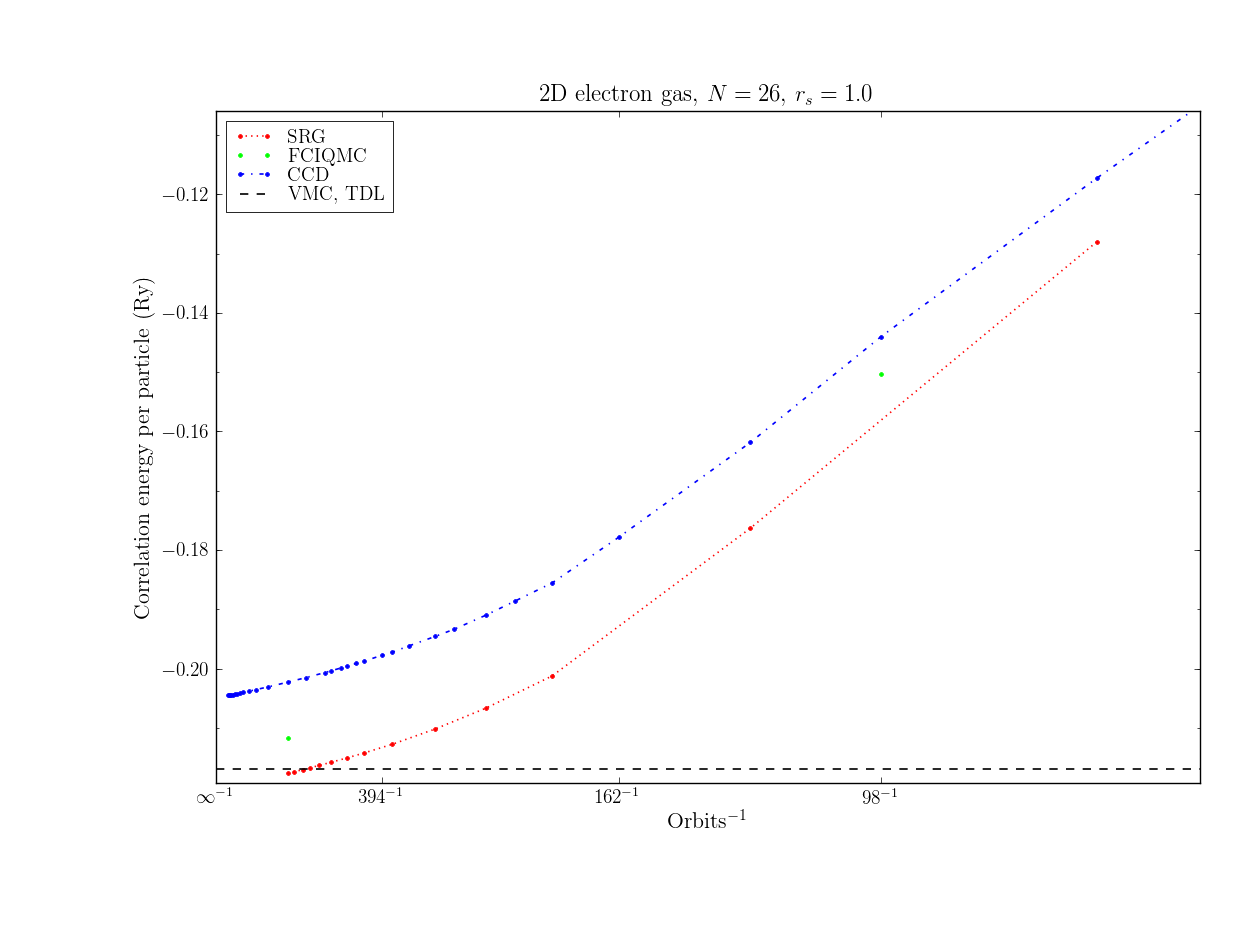 2D electron gas, N = 26, r_s = 1.0
SRG
FCIQMC
CCD
VMC, TDL
−0.12
−0.14
−0.16
−0.18
−0.20
Correlation energy per particle (Ry)
∞⁻¹ 394⁻¹ 162⁻¹ 98⁻¹
Orbits⁻¹